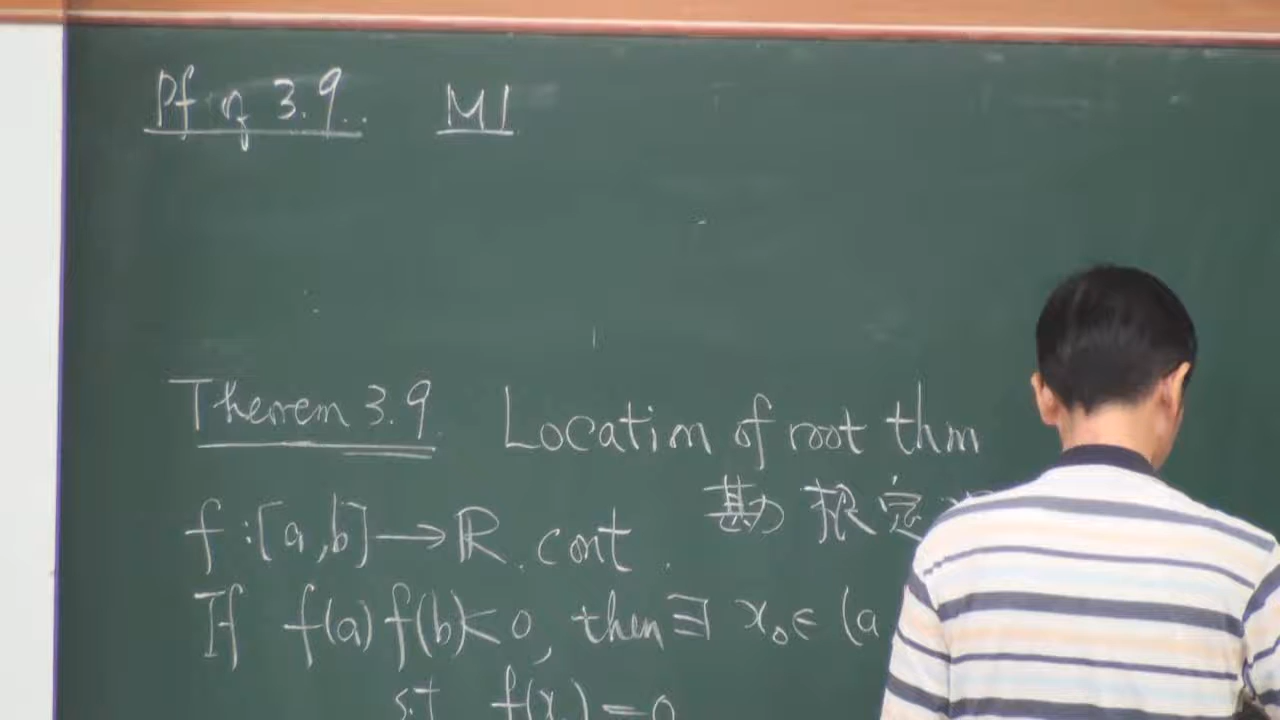 Pf of 3.9. M1
Theorem 3.9. Location of root thm
勘根定
f : [a,b] → ℝ. cont.
If f(a) f(b) < 0, then ∃ x₀ ∈ (a
s.t f(x₀) = 0